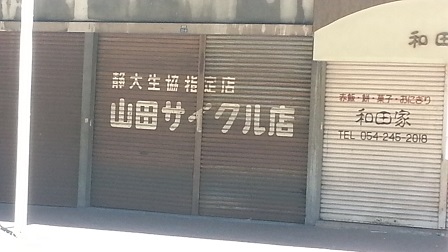 静大生協指定店
山田サイクル店
和田
赤飯・餅・菓子・おにぎり
和田家
TEL 054-245-2018